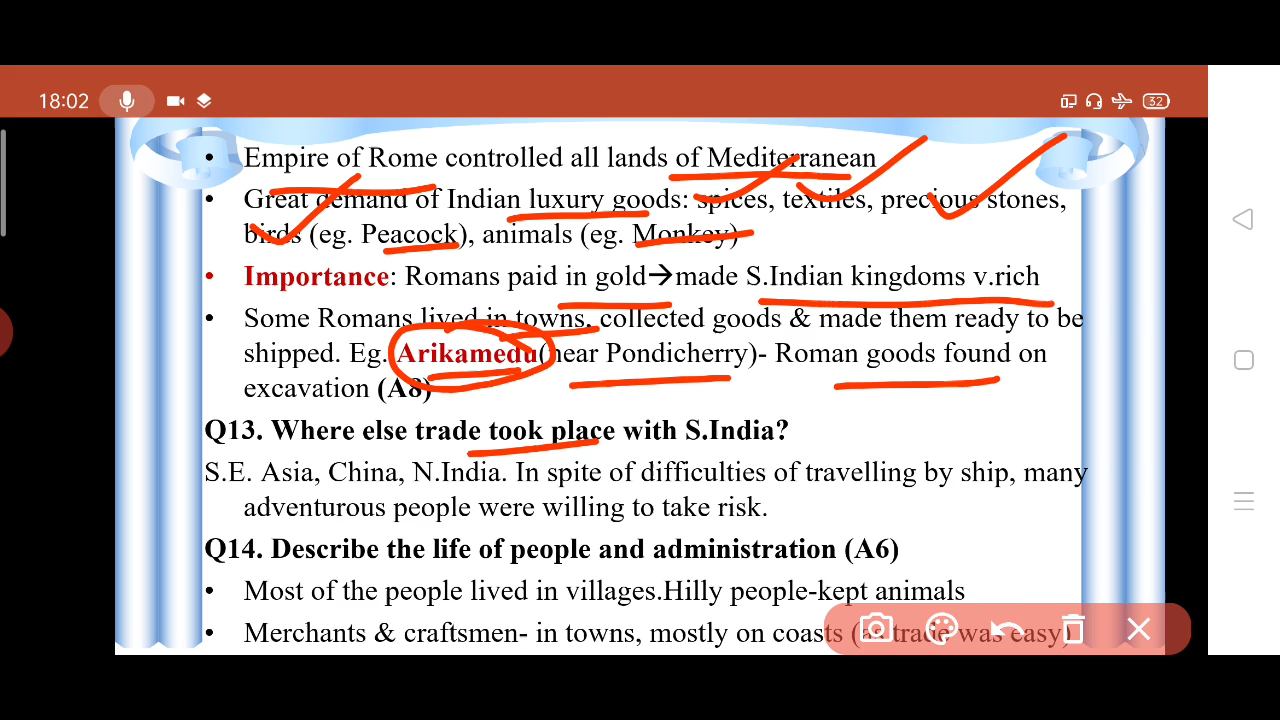 18:02
32
• Empire of Rome controlled all lands of Mediterranean
• Great demand of Indian luxury goods: spices, textiles, precious stones,
birds (eg. Peacock), animals (eg. Monkey)
• Importance: Romans paid in gold→made S.Indian kingdoms v.rich
• Some Romans lived in towns, collected goods & made them ready to be
shipped. Eg. Arikamedu(near Pondicherry)- Roman goods found on
excavation (A8)
Q13. Where else trade took place with S.India?
S.E. Asia, China, N.India. In spite of difficulties of travelling by ship, many
adventurous people were willing to take risk.
Q14. Describe the life of people and administration (A6)
• Most of the people lived in villages.Hilly people-kept animals
• Merchants & craftsmen- in towns, mostly on coasts (as trade was easy)